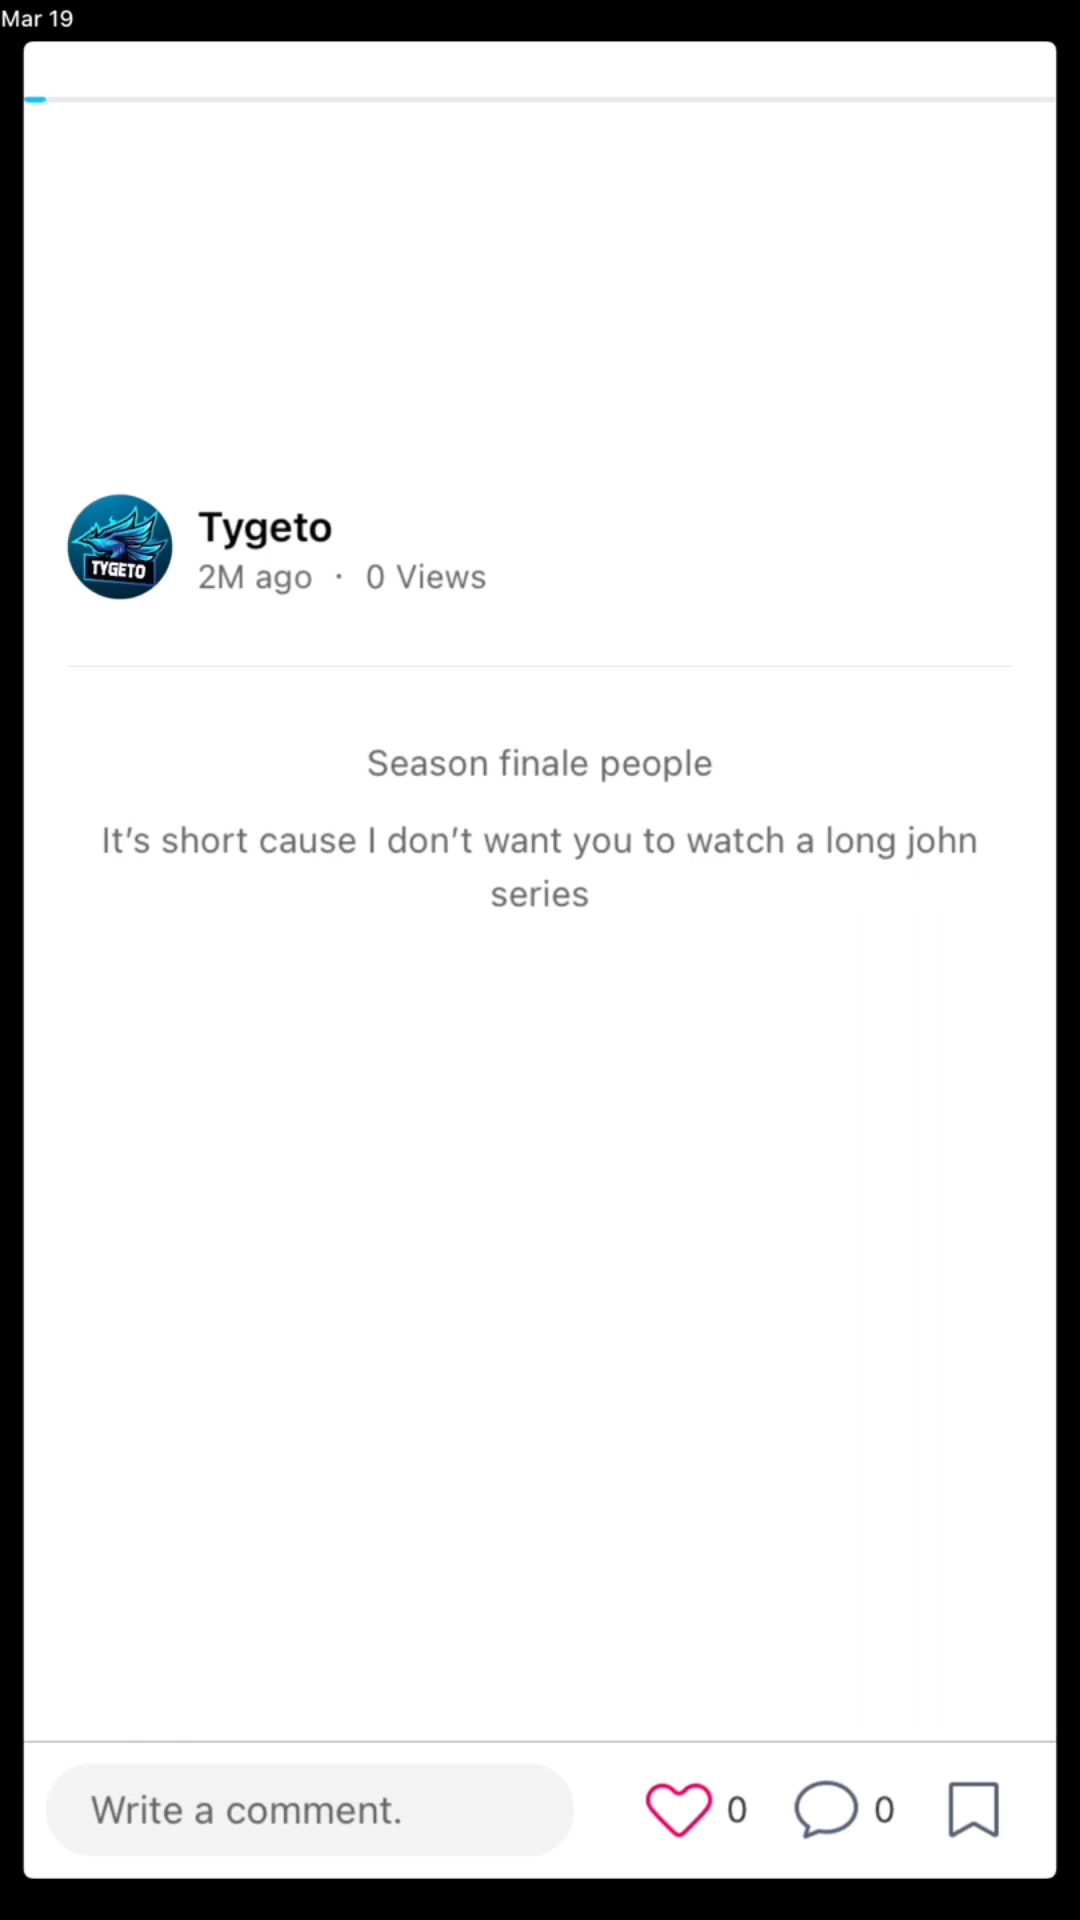 Mar 19
TYGETO
Tygeto
2M ago · 0 Views
Season finale people
It’s short cause I don’t want you to watch a long john
series
Write a comment.
0
0